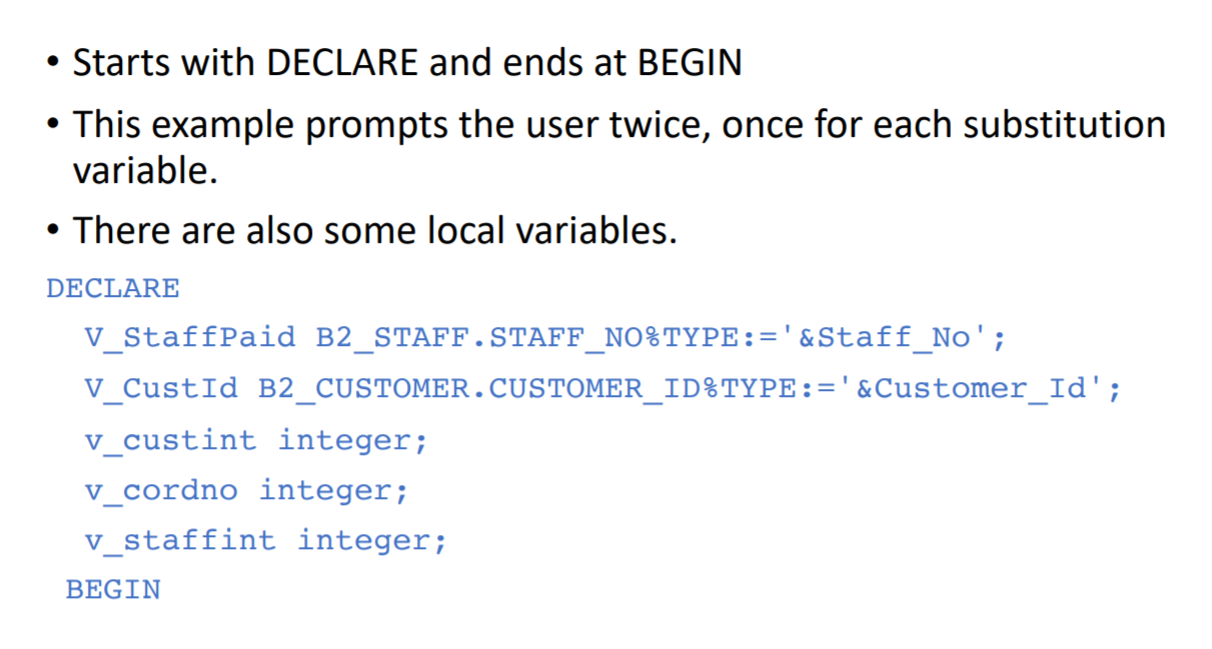 • Starts with DECLARE and ends at BEGIN
• This example prompts the user twice, once for each substitution
variable.
• There are also some local variables.
DECLARE
V_StaffPaid B2_STAFF.STAFF_NO%TYPE:='&Staff_No';
V_CustId B2_CUSTOMER.CUSTOMER_ID%TYPE:='&Customer_Id';
v_custint integer;
v_cordno integer;
v_staffint integer;
BEGIN